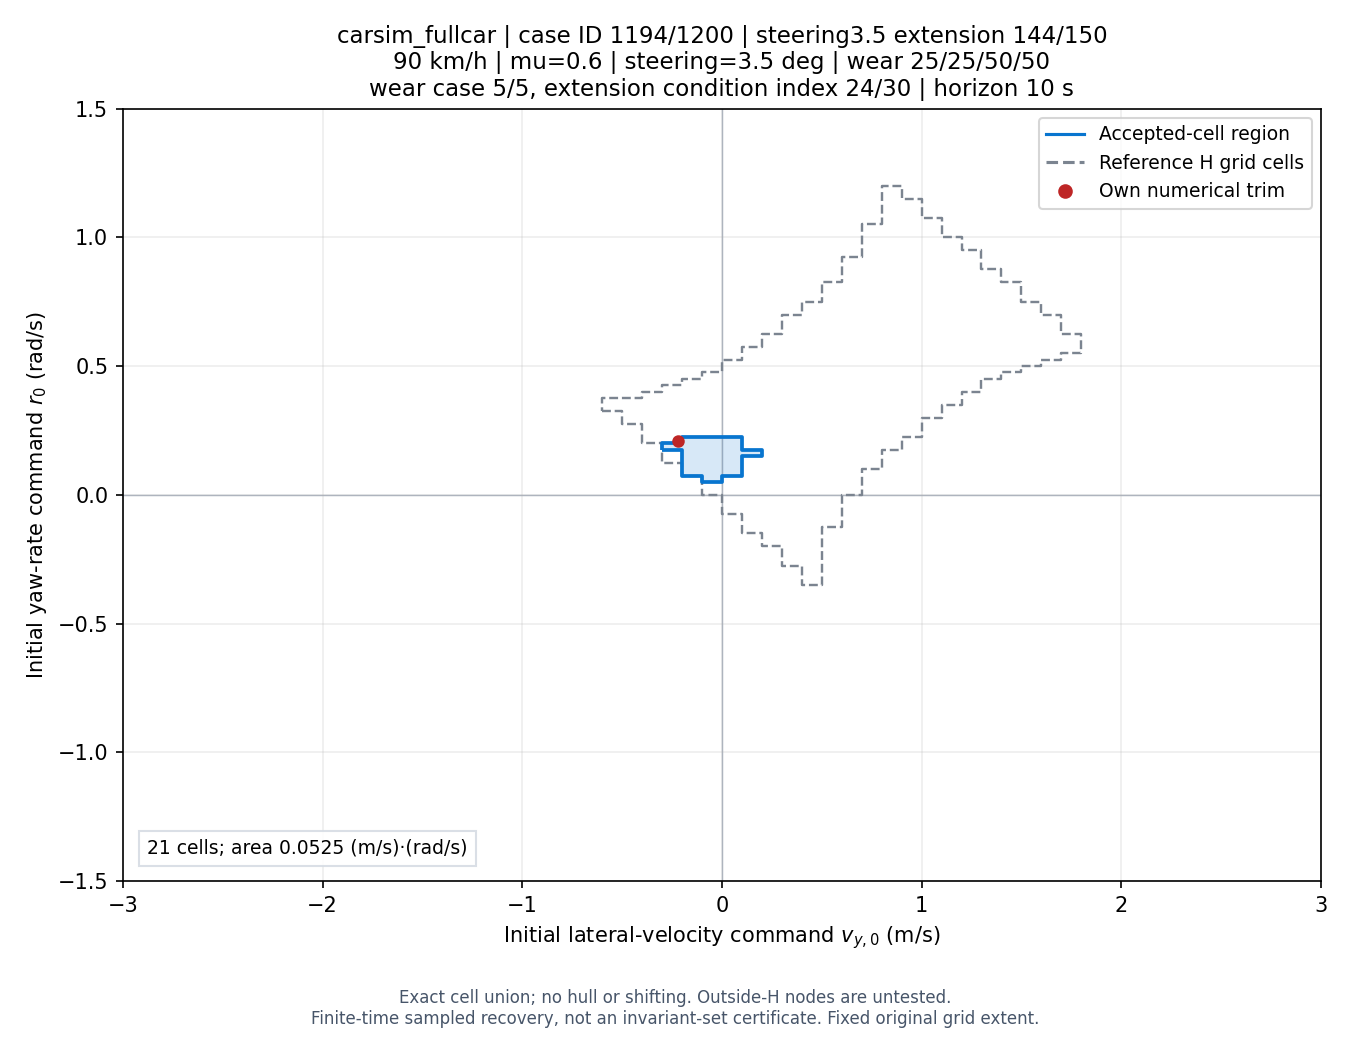 carsim_fullcar | case ID 1194/1200 | steering3.5 extension 144/150
90 km/h | mu=0.6 | steering=3.5 deg | wear 25/25/50/50
wear case 5/5, extension condition index 24/30 | horizon 10 s
Accepted-cell region
Reference H grid cells
Own numerical trim
Initial yaw-rate command r₀ (rad/s)
1.5
1.0
0.5
0.0
−0.5
−1.0
−1.5
21 cells; area 0.0525 (m/s)·(rad/s)
−3
−2
−1
0
1
2
3
Initial lateral-velocity command v_{y,0} (m/s)
Exact cell union; no hull or shifting. Outside-H nodes are untested.
Finite-time sampled recovery, not an invariant-set certificate. Fixed original grid extent.